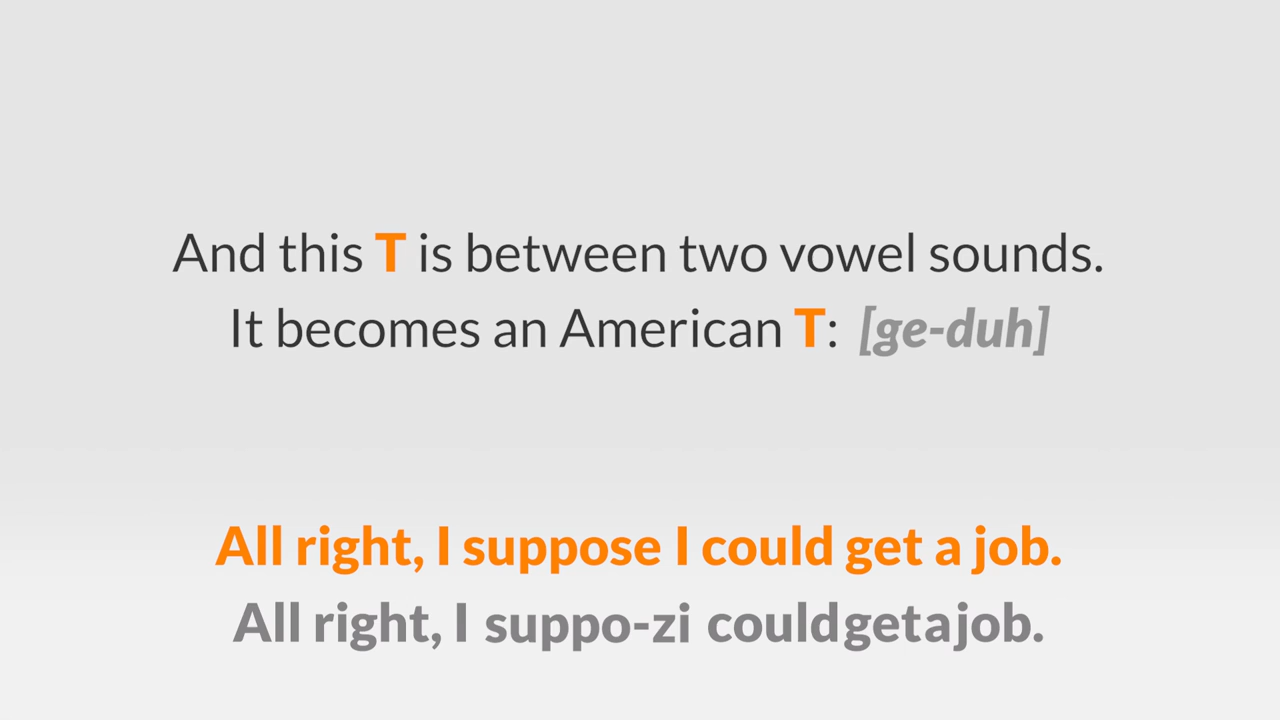 And this T is between two vowel sounds.
It becomes an American T: [ge-duh]
All right, I suppose I could get a job.
All right, I suppo-zi couldgetajob.